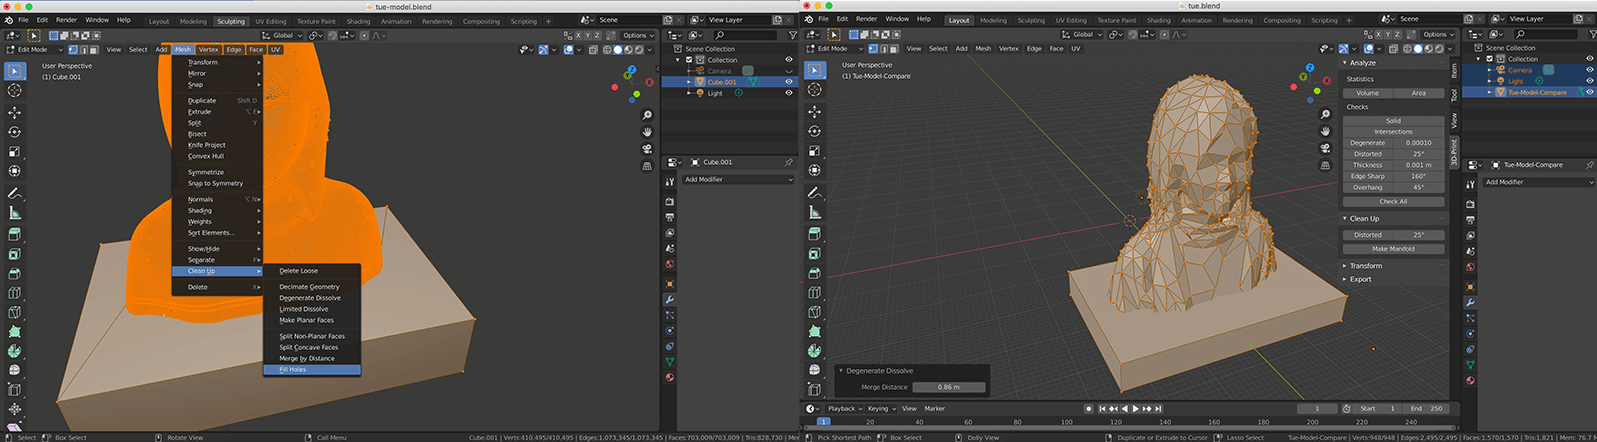 tue-model.blend
Blender File Edit Render Window Help Layout Modeling Sculpting UV Editing Texture Paint Shading Animation Rendering Compositing Scripting + Scene View Layer
Global Options
Edit Mode View Select Add Mesh Vertex Edge Face UV
User Perspective
(1) Cube.001
Transform
Mirror
Snap
Duplicate Shift D
Extrude E
Split Y
Bisect
Knife Project
Convex Hull
Symmetrize
Snap to Symmetry
Normals N
Shading
Weights
Sort Elements...
Show/Hide
Separate P
Clean Up
Delete X
Delete Loose
Decimate Geometry
Degenerate Dissolve
Limited Dissolve
Make Planar Faces
Split Non-Planar Faces
Split Concave Faces
Merge by Distance
Fill Holes
X Y Z
Scene Collection
Collection
Camera
Cube.001
Light
Cube.001
Add Modifier
Select Box Select Rotate View Call Menu Cube.001 | Verts:410,495/410,495 | Edges:1,073,345/1,073,345 | Faces:703,009/703,009 | Tris:828,730 | Me
tue.blend
File Edit Render Window Help Layout Modeling Sculpting UV Editing Texture Paint Shading Animation Rendering Compositing Scripting + Scene View Layer
Global X Y Z Options
Edit Mode View Select Add Mesh Vertex Edge Face UV
User Perspective
(1) Tue-Model-Compare
Analyze
Statistics
Volume Area
Checks
Solid
Intersections
Degenerate 0.00010
Distorted 25°
Thickness 0.001 m
Edge Sharp 160°
Overhang 45°
Check All
Clean Up
Distorted 25°
Make Manifold
Transform
Export
Item
Tool
View
3D-Print
Scene Collection
Collection
Camera
Light
Tue-Model-Compare
Tue-Model-Compare
Add Modifier
Degenerate Dissolve
Merge Distance 0.86 m
Playback Keying View Marker 1 Start 1 End 250
1 20 40 60 80 100 120 140 160 180 200 220 240
Pick Shortest Path Box Select Dolly View Duplicate or Extrude to Cursor Lasso Select Tue-Model-Compare | Verts:948/948 | Edges:2,495/2,495 | Faces:1,570/1,570 | Tris:1,821 | Mem: